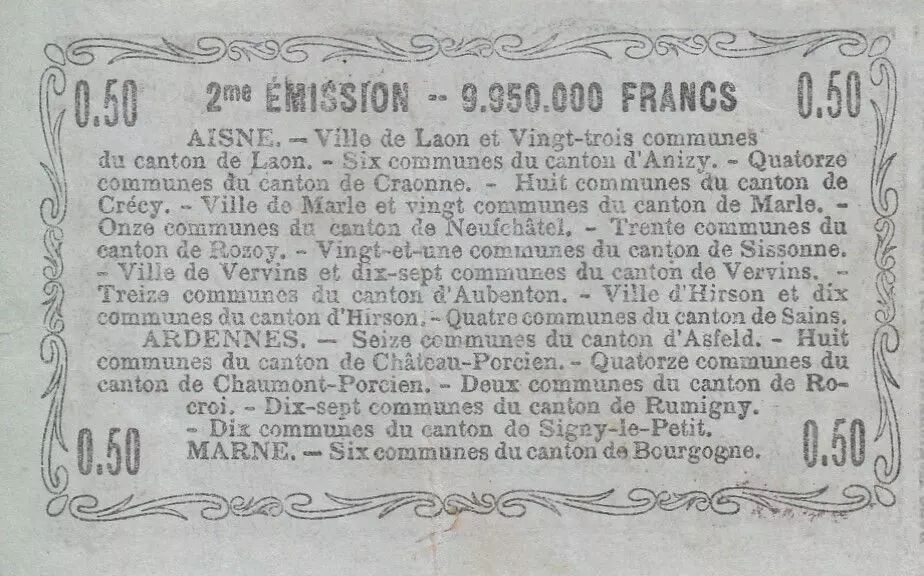 0.50 2me ÉMISSION -- 9.950.000 FRANCS 0.50
AISNE. — Ville de Laon et Vingt-trois communes
du canton de Laon. - Six communes du canton d'Anizy. - Quatorze
communes du canton de Craonne. - Huit communes du canton de
Crécy. - Ville de Marle et vingt communes du canton de Marle. -
Onze communes du canton de Neufchâtel. - Trente communes du
canton de Rozoy. - Vingt-et-une communes du canton de Sissonne.
- Ville de Vervins et dix-sept communes du canton de Vervins. -
Treize communes du canton d'Aubenton. - Ville d'Hirson et dix
communes du canton d'Hirson. - Quatre communes du canton de Sains.
ARDENNES. — Seize communes du canton d'Asfeld. - Huit
communes du canton de Château-Porcien. - Quatorze communes du
canton de Chaumont-Porcien. - Deux communes du canton de Ro-
croi. - Dix-sept communes du canton de Rumigny.
- Dix communes du canton de Signy-le-Petit.
0.50 MARNE. — Six communes du canton de Bourgogne. 0.50